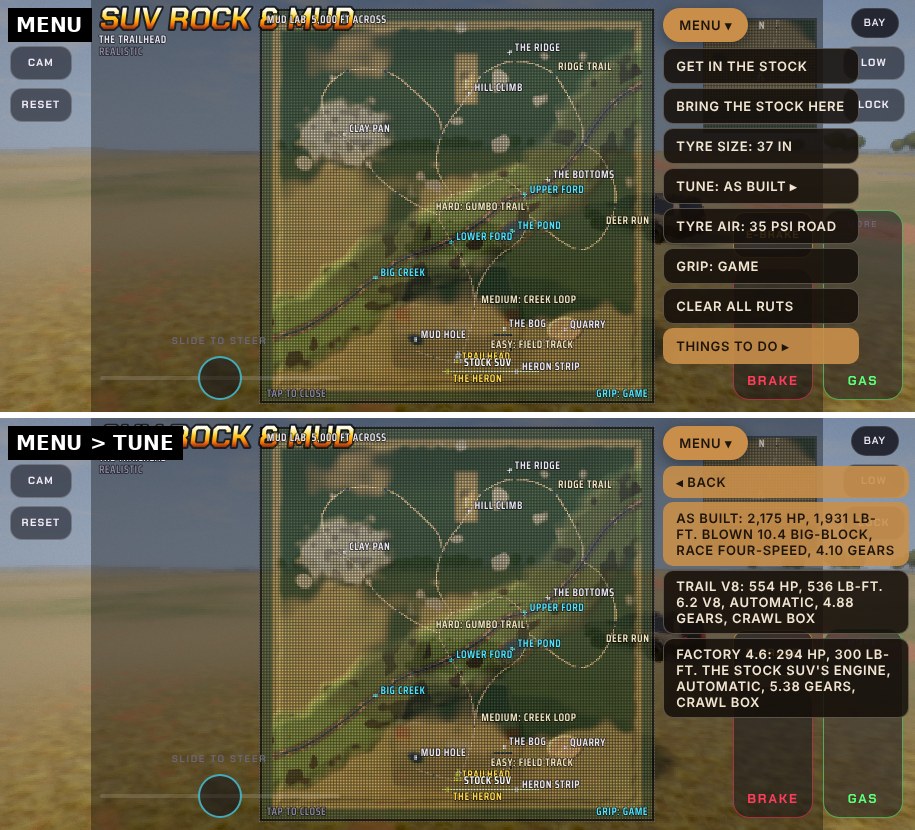 MENU
SUV ROCK & MUD
THE TRAILHEAD
REALISTIC
CAM
RESET
MUD LAB 5,000 FT ACROSS
THE RIDGE
RIDGE TRAIL
HILL CLIMB
CLAY PAN
THE BOTTOMS
UPPER FORD
HARD: GUMBO TRAIL
DEER RUN
THE POND
LOWER FORD
BIG CREEK
MEDIUM: CREEK LOOP
THE BOG
QUARRY
MUD HOLE
EASY: FIELD TRACK
TRAILHEAD
STOCK SUV
HERON STRIP
THE HERON
TAP TO CLOSE
GRIP: GAME
SLIDE TO STEER
MENU ▾
N
BAY
LOW
LOCK
GET IN THE STOCK
BRING THE STOCK HERE
TYRE SIZE: 37 IN
TUNE: AS BUILT ▸
TYRE AIR: 35 PSI ROAD
GRIP: GAME
CLEAR ALL RUTS
THINGS TO DO ▸
BRAKE
GAS
MENU > TUNE
ROCK & MUD
REALISTIC
CAM
RESET
MUD LAB 5,000 FT ACROSS
THE RIDGE
RIDGE TRAIL
HILL CLIMB
CLAY PAN
THE BOTTOMS
UPPER FORD
HARD: GUMBO TRAIL
DEER RUN
THE POND
LOWER FORD
BIG CREEK
MEDIUM: CREEK LOOP
THE BOG
QUARRY
MUD HOLE
EASY: FIELD TRACK
TRAILHEAD
STOCK SUV
HERON STRIP
THE HERON
TAP TO CLOSE
GRIP: GAME
SLIDE TO STEER
MENU ▾
N
BAY
LOW
◂ BACK
AS BUILT: 2,175 HP, 1,931 LB-
FT. BLOWN 10.4 BIG-BLOCK,
RACE FOUR-SPEED, 4.10 GEARS
TRAIL V8: 554 HP, 536 LB-FT.
6.2 V8, AUTOMATIC, 4.88
GEARS, CRAWL BOX
FACTORY 4.6: 294 HP, 300 LB-
FT. THE STOCK SUV'S ENGINE,
AUTOMATIC, 5.38 GEARS,
CRAWL BOX
BRAKE
GAS